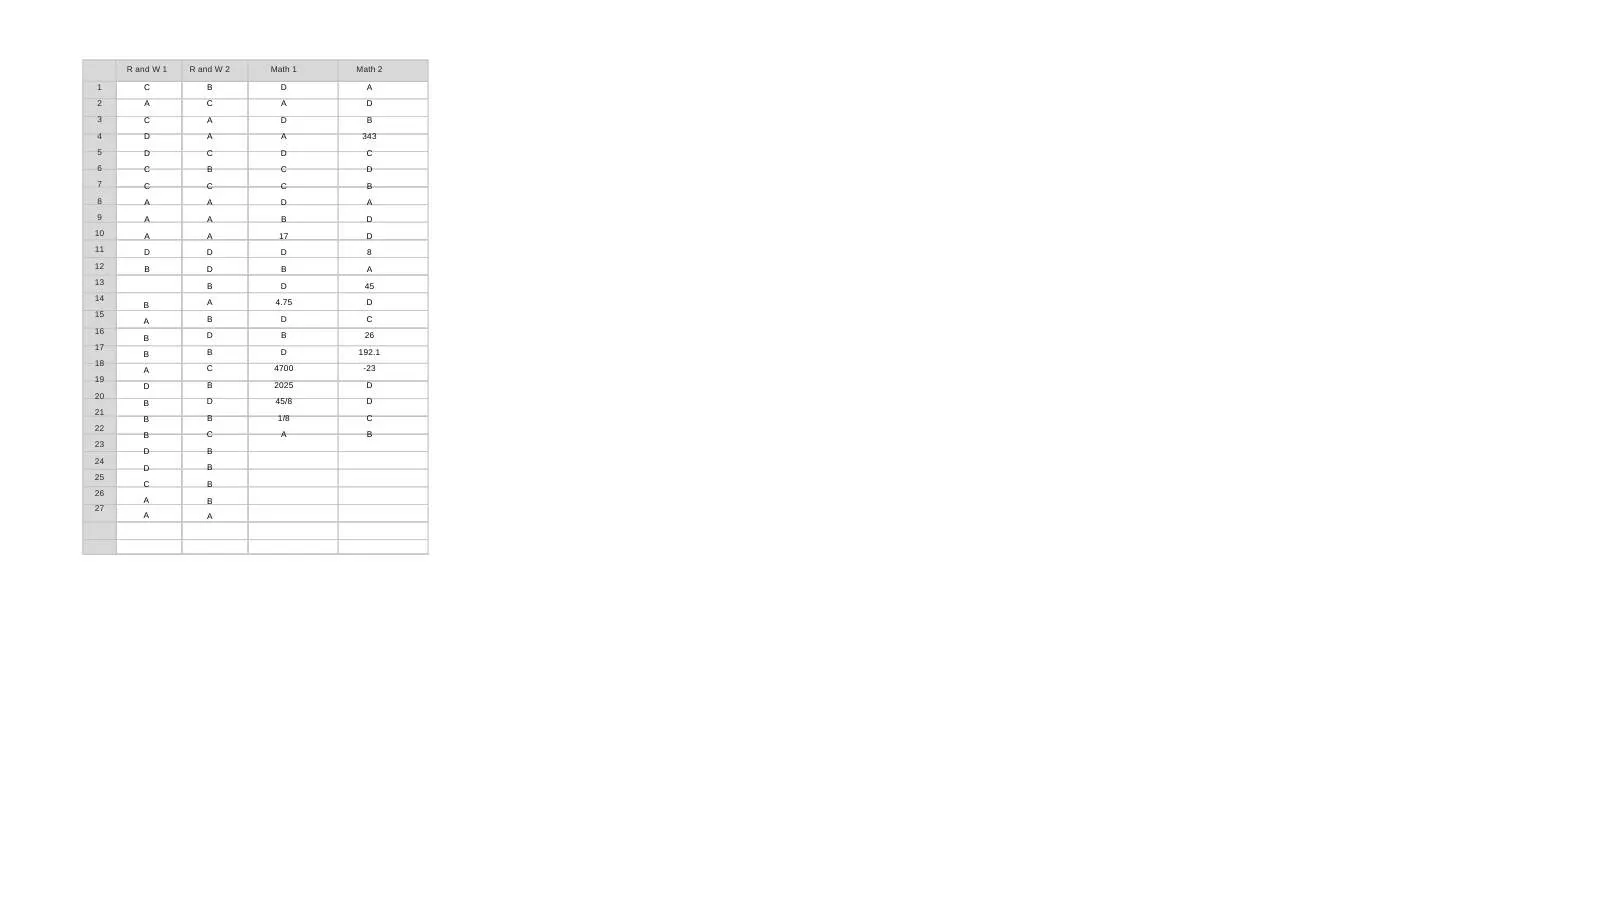 R and W 1 R and W 2 Math 1 Math 2
1 C B D A
2 A C A D
3 C A D B
4 D A A 343
5 D C D C
6 C B C D
7 C C C B
8 A A D A
9 A A B D
10 A A 17 D
11 D D D 8
12 B D B A
13 B D 45
14 B A 4.75 D
15 A B D C
16 B D B 26
17 B B D 192.1
18 A C 4700 -23
19 D B 2025 D
20 B D 45/8 D
21 B B 1/8 C
22 B C A B
23 D B
24 D B
25 C B
26 A B
27 A A